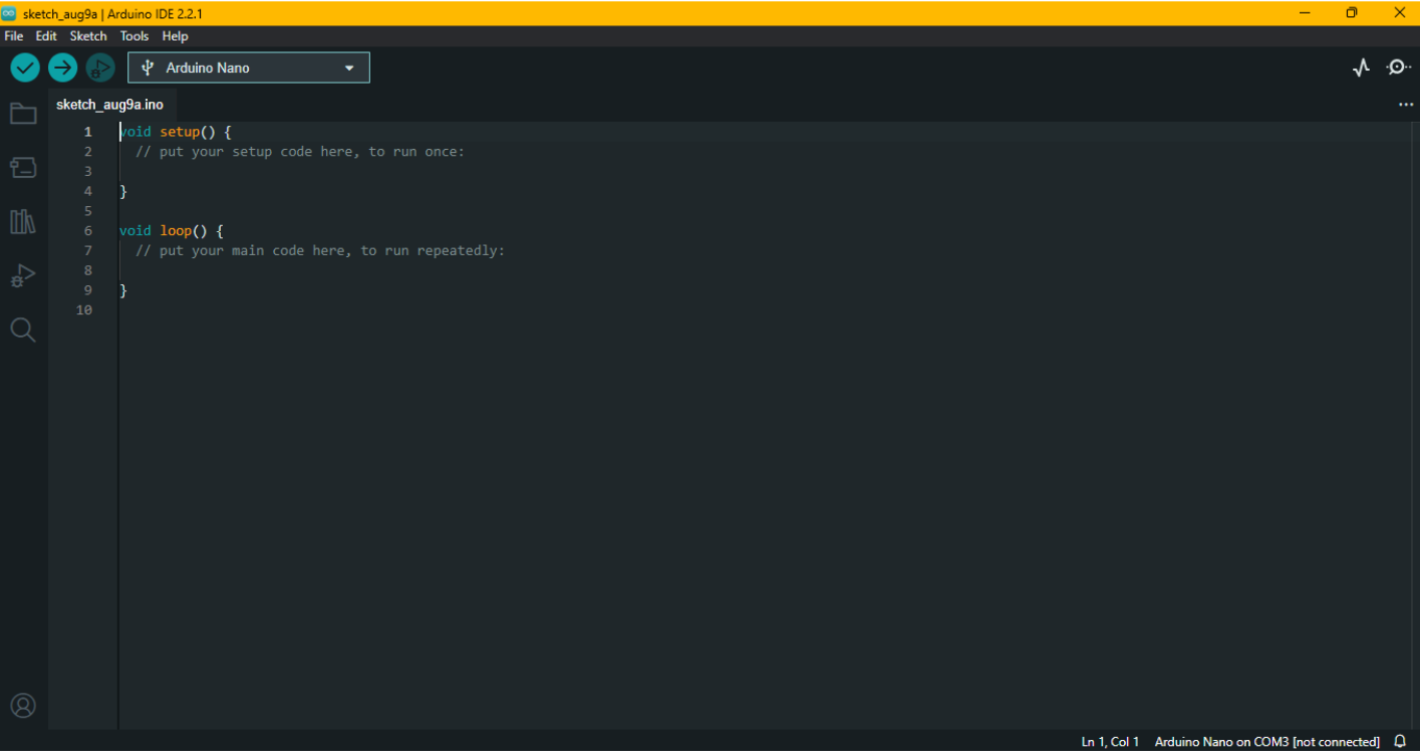 sketch_aug9a | Arduino IDE 2.2.1
File Edit Sketch Tools Help
Arduino Nano
sketch_aug9a.ino
1 void setup() {
2 // put your setup code here, to run once:
3
4 }
5
6 void loop() {
7 // put your main code here, to run repeatedly:
8
9 }
10
Ln 1, Col 1 Arduino Nano on COM3 [not connected]